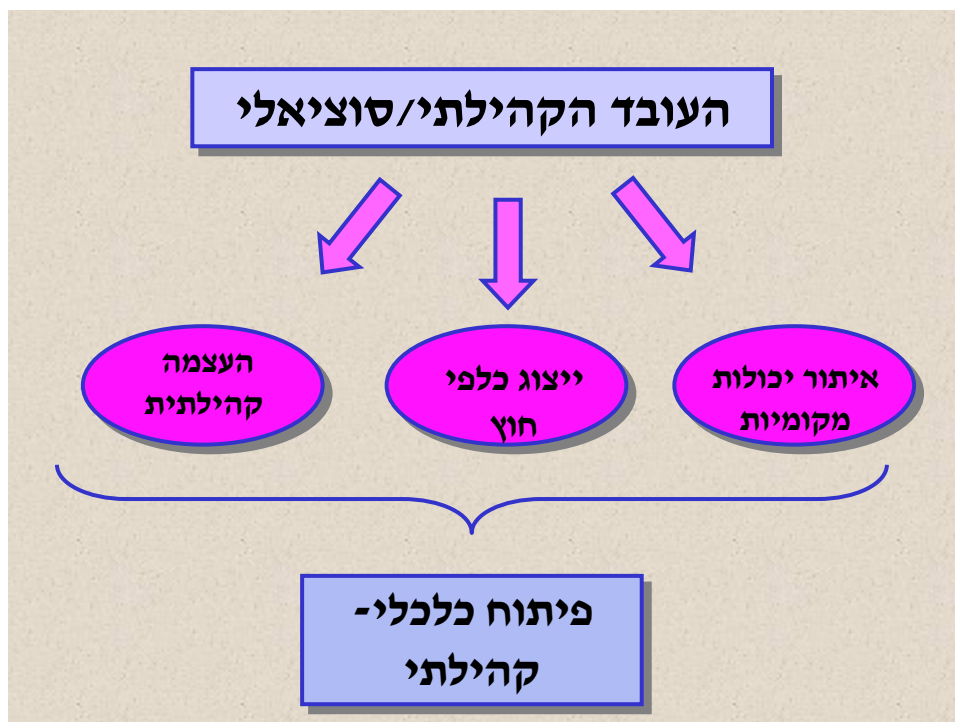 העובד הקהילתי/סוציאלי
איתור יכולות
מקומיות
ייצוג כלפי
חוץ
העצמה
קהילתית
פיתוח כלכלי-
קהילתי